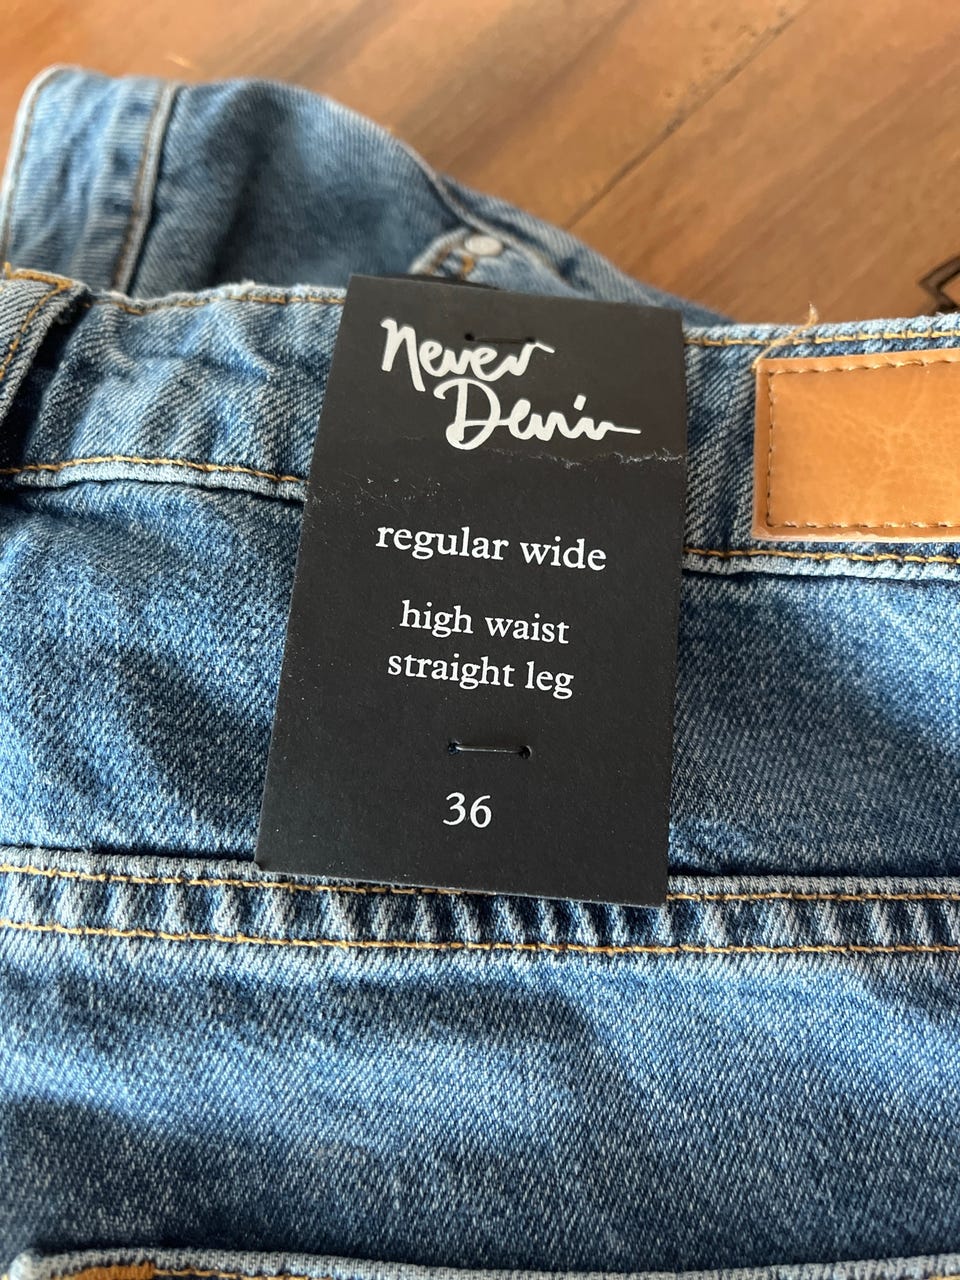 Never
Denim
regular wide
high waist
straight leg
36